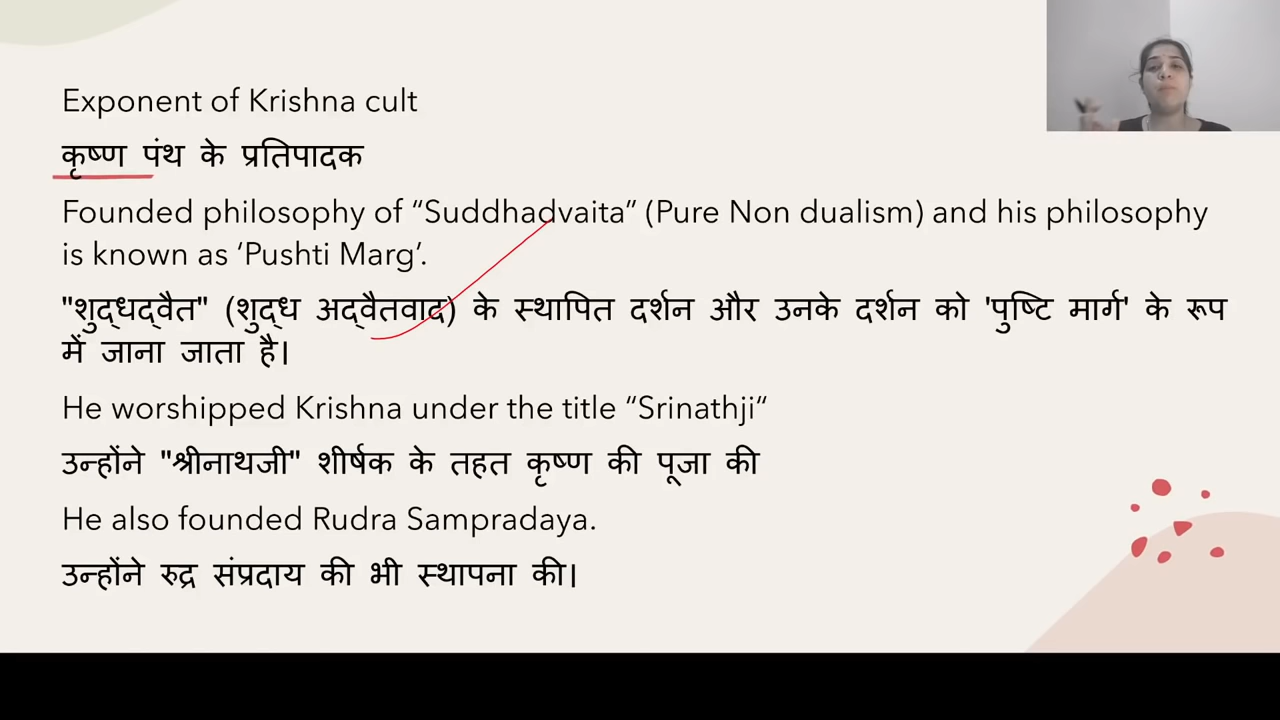 Exponent of Krishna cult
कृष्ण पंथ के प्रतिपादक
Founded philosophy of “Suddhadvaita” (Pure Non dualism) and his philosophy
is known as ‘Pushti Marg’.
"शुद्धद्वैत" (शुद्ध अद्वैतवाद) के स्थापित दर्शन और उनके दर्शन को 'पुष्टि मार्ग' के रूप
में जाना जाता है।
He worshipped Krishna under the title “Srinathji“
उन्होंने "श्रीनाथजी" शीर्षक के तहत कृष्ण की पूजा की
He also founded Rudra Sampradaya.
उन्होंने रुद्र संप्रदाय की भी स्थापना की।